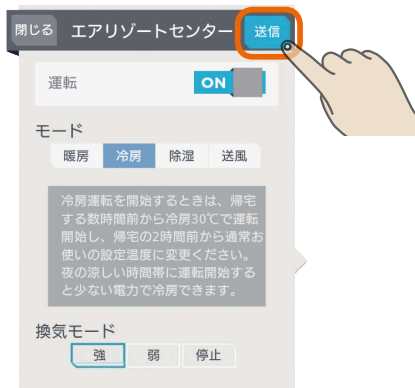 閉じる エアリゾートセンター 送信
運転 ON
モード
暖房 冷房 除湿 送風
冷房運転を開始するときは、帰宅
する数時間前から冷房30℃で運転
開始し、帰宅の2時間前から通常お
使いの設定温度に変更ください。
夜の涼しい時間帯に運転開始する
と少ない電力で冷房できます。
換気モード
強 弱 停止